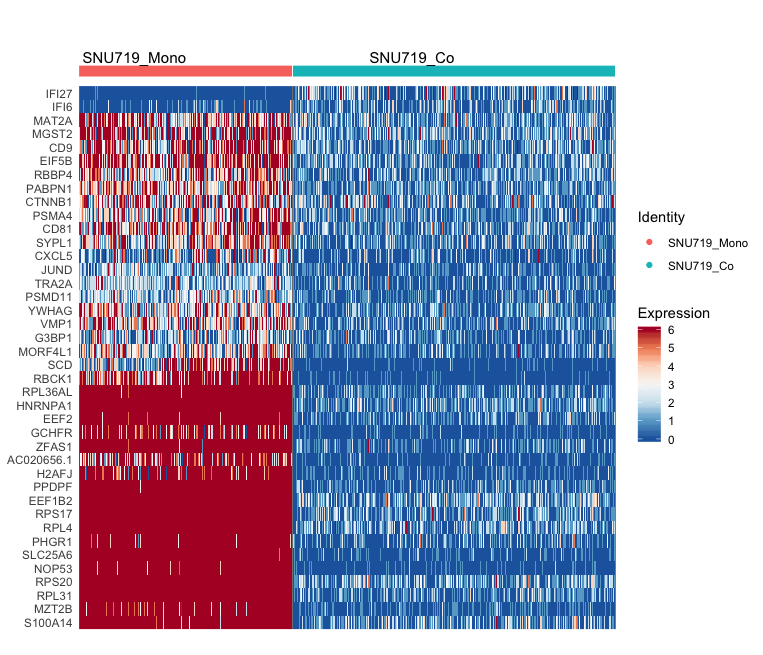 SNU719_Mono SNU719_Co
IFI27
IFI6
MAT2A
MGST2
CD9
EIF5B
RBBP4
PABPN1
CTNNB1
PSMA4
CD81
SYPL1
CXCL5
JUND
TRA2A
PSMD11
YWHAG
VMP1
G3BP1
MORF4L1
SCD
RBCK1
RPL36AL
HNRNPA1
EEF2
GCHFR
ZFAS1
AC020656.1
H2AFJ
PPDPF
EEF1B2
RPS17
RPL4
PHGR1
SLC25A6
NOP53
RPS20
RPL31
MZT2B
S100A14
Identity
SNU719_Mono
SNU719_Co
Expression
6
5
4
3
2
1
0